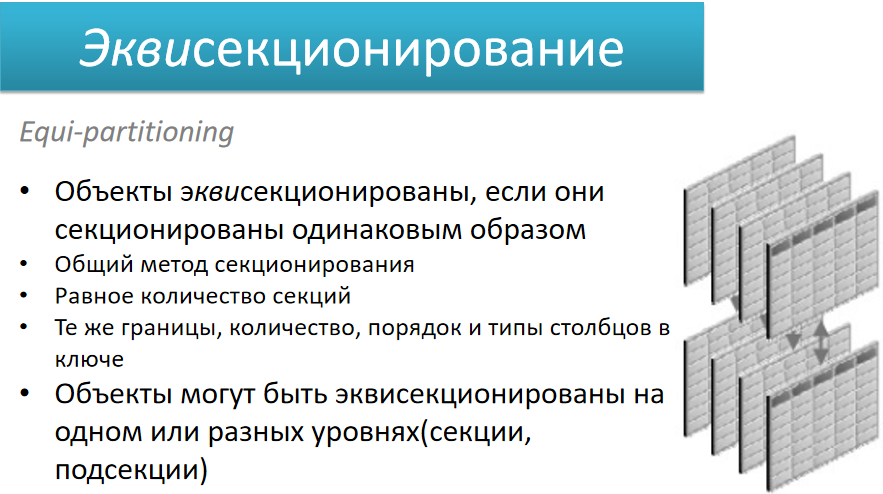 Эквисекционирование
Equi-partitioning
• Объекты эквисекционированы, если они
секционированы одинаковым образом
• Общий метод секционирования
• Равное количество секций
• Те же границы, количество, порядок и типы столбцов в
ключе
• Объекты могут быть эквисекционированы на
одном или разных уровнях(секции,
подсекции)